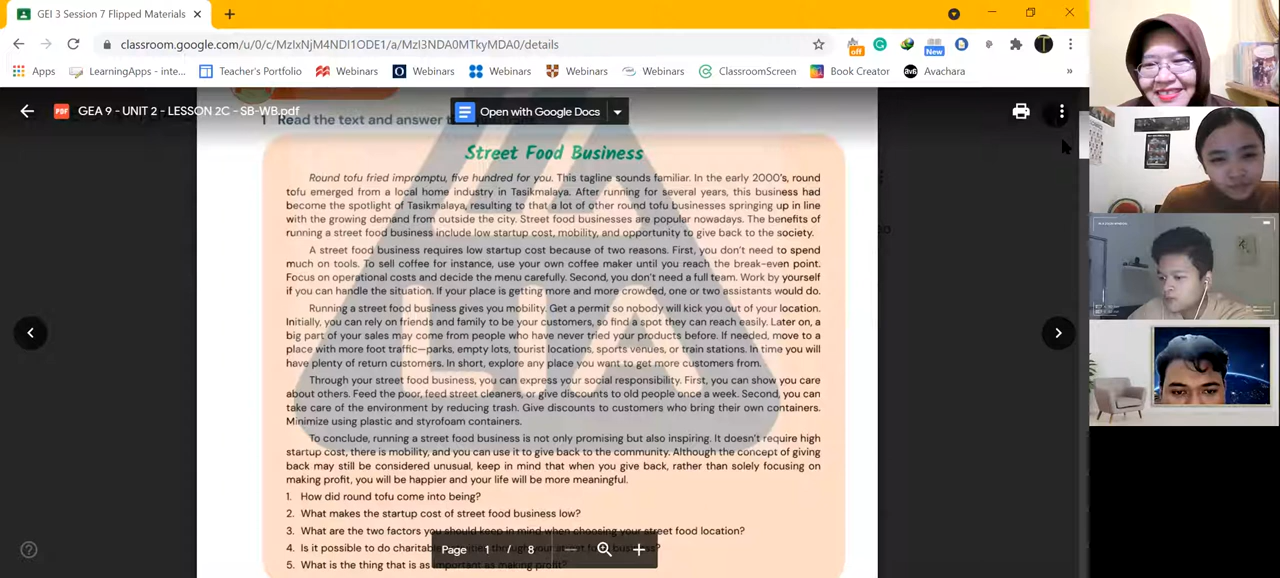 GEI 3 Session 7 Flipped Materials
classroom.google.com/u/0/c/MzIxNjM4NDI1ODE1/a/MzI3NDA0MTkyMDA0/details
off
New
Apps
LearningApps - inte...
Teacher's Portfolio
Webinars
Webinars
Webinars
Webinars
Webinars
ClassroomScreen
Book Creator
Avachara
»
PDF
GEA 9 - UNIT 2 - LESSON 2C - SB-WB.pdf
Open with Google Docs
1 Read the text and answer
Street Food Business
Round tofu fried impromptu, five hundred for you. This tagline sounds familiar. In the early 2000's, round
tofu emerged from a local home industry in Tasikmalaya. After running for several years, this business had
become the spotlight of Tasikmalaya, resulting to that a lot of other round tofu businesses springing up in line
with the growing demand from outside the city. Street food businesses are popular nowadays. The benefits of
running a street food business include low startup cost, mobility, and opportunity to give back to the society.
A street food business requires low startup cost because of two reasons. First, you don't need to spend
much on tools. To sell coffee for instance, use your own coffee maker until you reach the break-even point.
Focus on operational costs and decide the menu carefully. Second, you don't need a full team. Work by yourself
if you can handle the situation. If your place is getting more and more crowded, one or two assistants would do.
Running a street food business gives you mobility. Get a permit so nobody will kick you out of your location.
Initially, you can rely on friends and family to be your customers, so find a spot they can reach easily. Later on, a
big part of your sales may come from people who have never tried your products before. If needed, move to a
place with more foot traffic—parks, empty lots, tourist locations, sports venues, or train stations. In time you will
have plenty of return customers. In short, explore any place you want to get more customers from.
Through your street food business, you can express your social responsibility. First, you can show you care
about others. Feed the poor, feed street cleaners, or give discounts to old people once a week. Second, you can
take care of the environment by reducing trash. Give discounts to customers who bring their own containers.
Minimize using plastic and styrofoam containers.
To conclude, running a street food business is not only promising but also inspiring. It doesn't require high
startup cost, there is mobility, and you can use it to give back to the community. Although the concept of giving
back may still be considered unusual, keep in mind that when you give back, rather than solely focusing on
making profit, you will be happier and your life will be more meaningful.
1. How did round tofu come into being?
2. What makes the startup cost of street food business low?
3. What are the two factors you should keep in mind when choosing your street food location?
4. Is it possible to do charitable through your street food business?
5. What is the thing that is as important as making profit?
Page 1 / 8